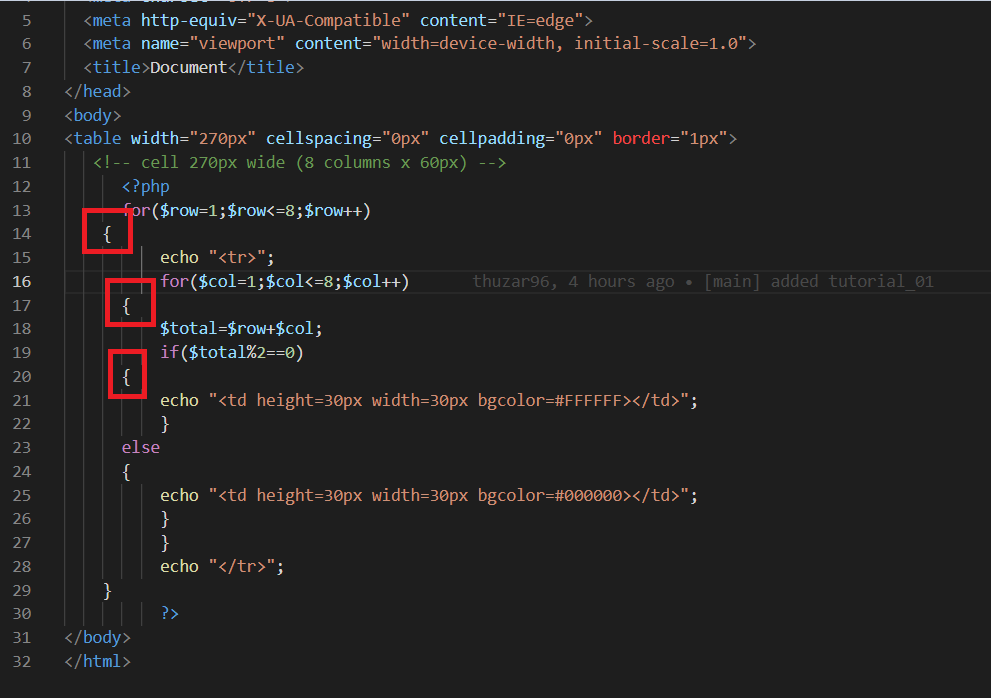 5 <meta http-equiv="X-UA-Compatible" content="IE=edge">
6 <meta name="viewport" content="width=device-width, initial-scale=1.0">
7 <title>Document</title>
8 </head>
9 <body>
10 <table width="270px" cellspacing="0px" cellpadding="0px" border="1px">
11 <!-- cell 270px wide (8 columns x 60px) -->
12 <?php
13 for($row=1;$row<=8;$row++)
14 {
15 echo "<tr>";
16 for($col=1;$col<=8;$col++) thuzar96, 4 hours ago • [main] added tutorial_01
17 {
18 $total=$row+$col;
19 if($total%2==0)
20 {
21 echo "<td height=30px width=30px bgcolor=#FFFFFF></td>";
22 }
23 else
24 {
25 echo "<td height=30px width=30px bgcolor=#000000></td>";
26 }
27 }
28 echo "</tr>";
29 }
30 ?>
31 </body>
32 </html>